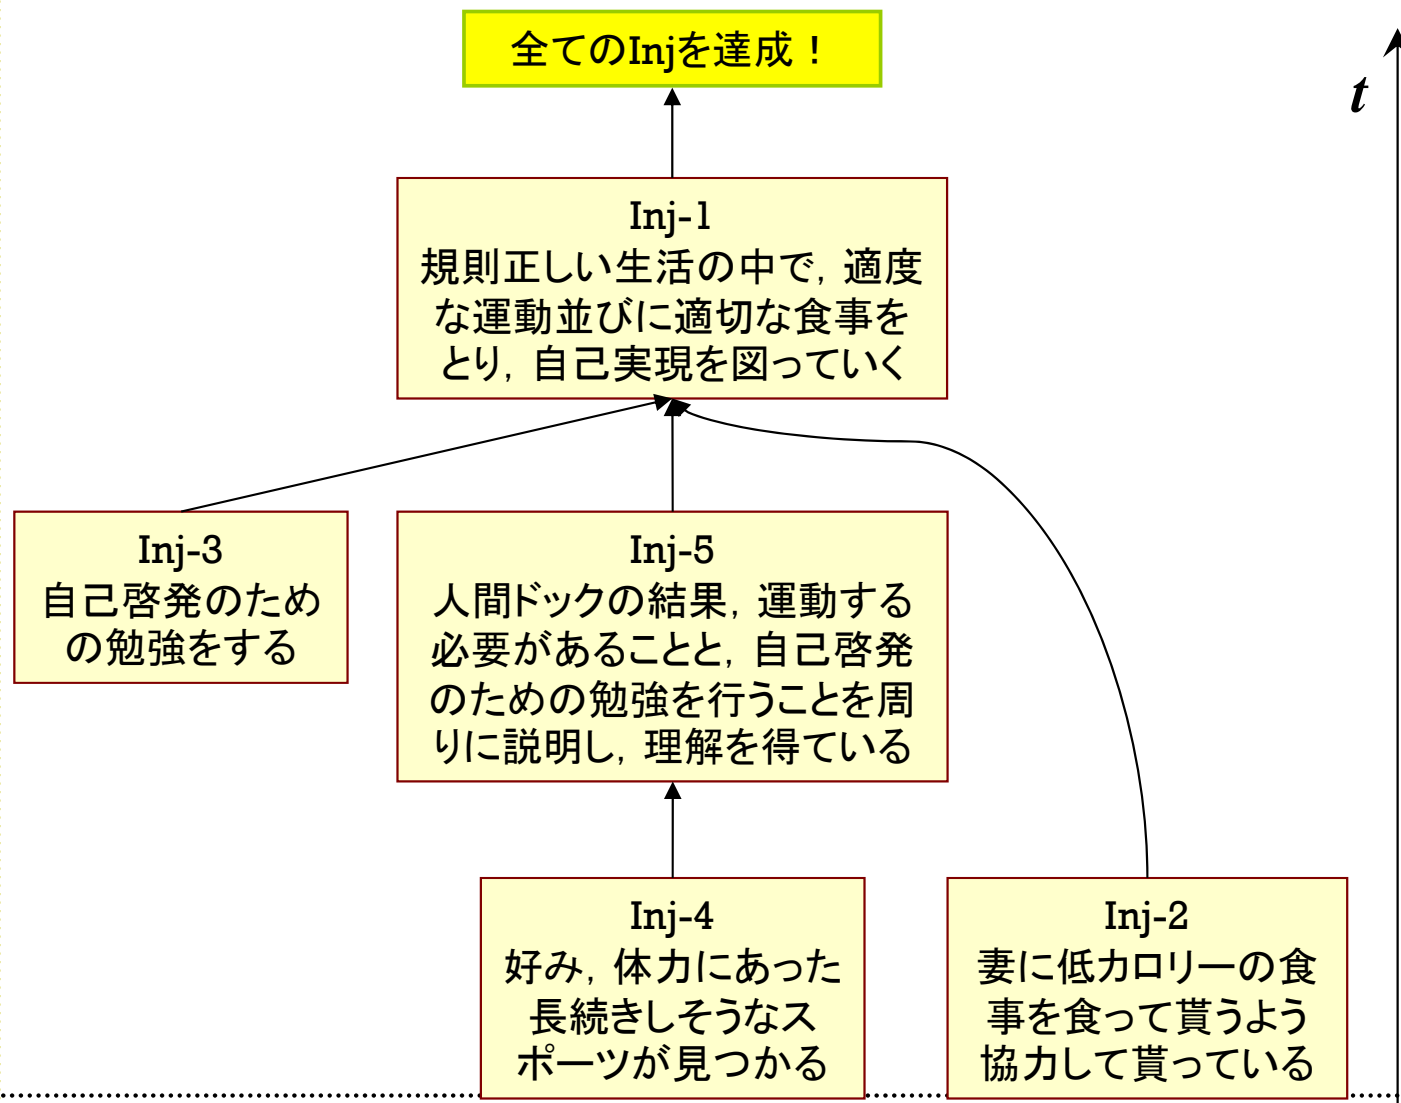 全てのInjを達成！
t
Inj-1
規則正しい生活の中で，適度
な運動並びに適切な食事を
とり，自己実現を図っていく
Inj-3
自己啓発のため
の勉強をする
Inj-5
人間ドックの結果，運動する
必要があることと，自己啓発
のための勉強を行うことを周
りに説明し，理解を得ている
Inj-4
好み，体力にあった
長続きしそうなス
ポーツが見つかる
Inj-2
妻に低カロリーの食
事を食って貰うよう
協力して貰っている